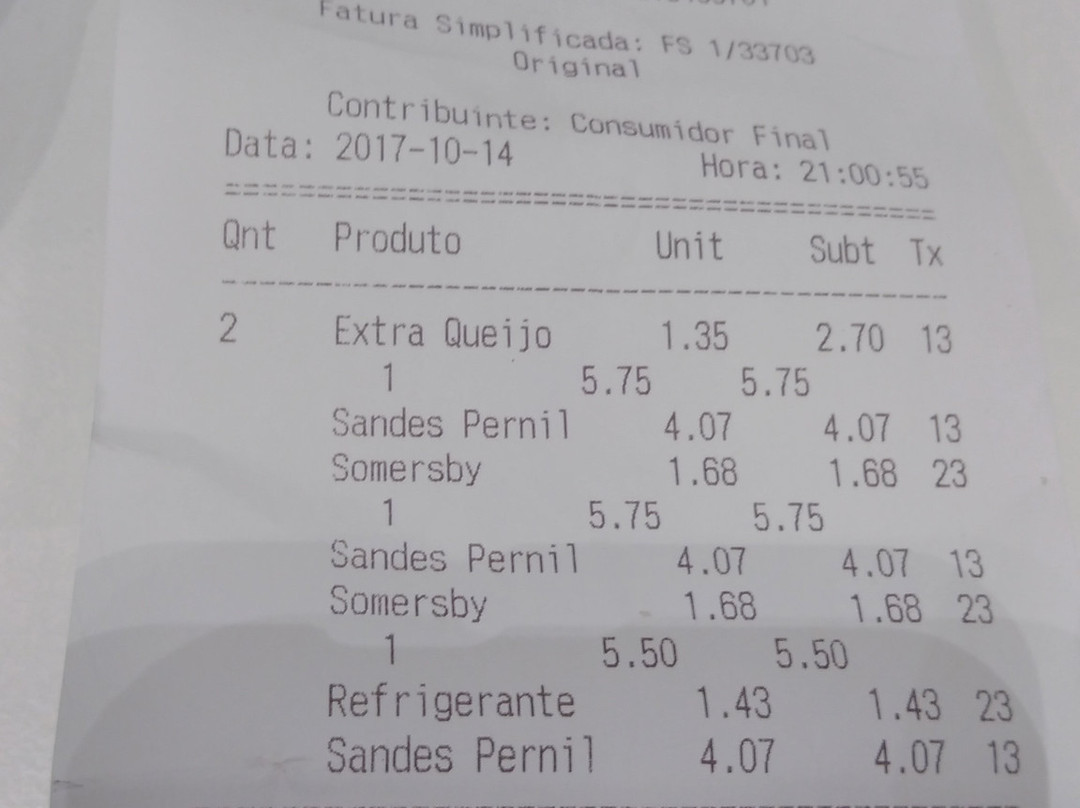 Fatura Simplificada: FS 1/33703
Original
Contribuinte: Consumidor Final
Data: 2017-10-14 Hora: 21:00:55
========================================
Qnt Produto Unit Subt Tx
----------------------------------------
2 Extra Queijo 1.35 2.70 13
1 5.75 5.75
Sandes Pernil 4.07 4.07 13
Somersby 1.68 1.68 23
1 5.75 5.75
Sandes Pernil 4.07 4.07 13
Somersby 1.68 1.68 23
1 5.50 5.50
Refrigerante 1.43 1.43 23
Sandes Pernil 4.07 4.07 13